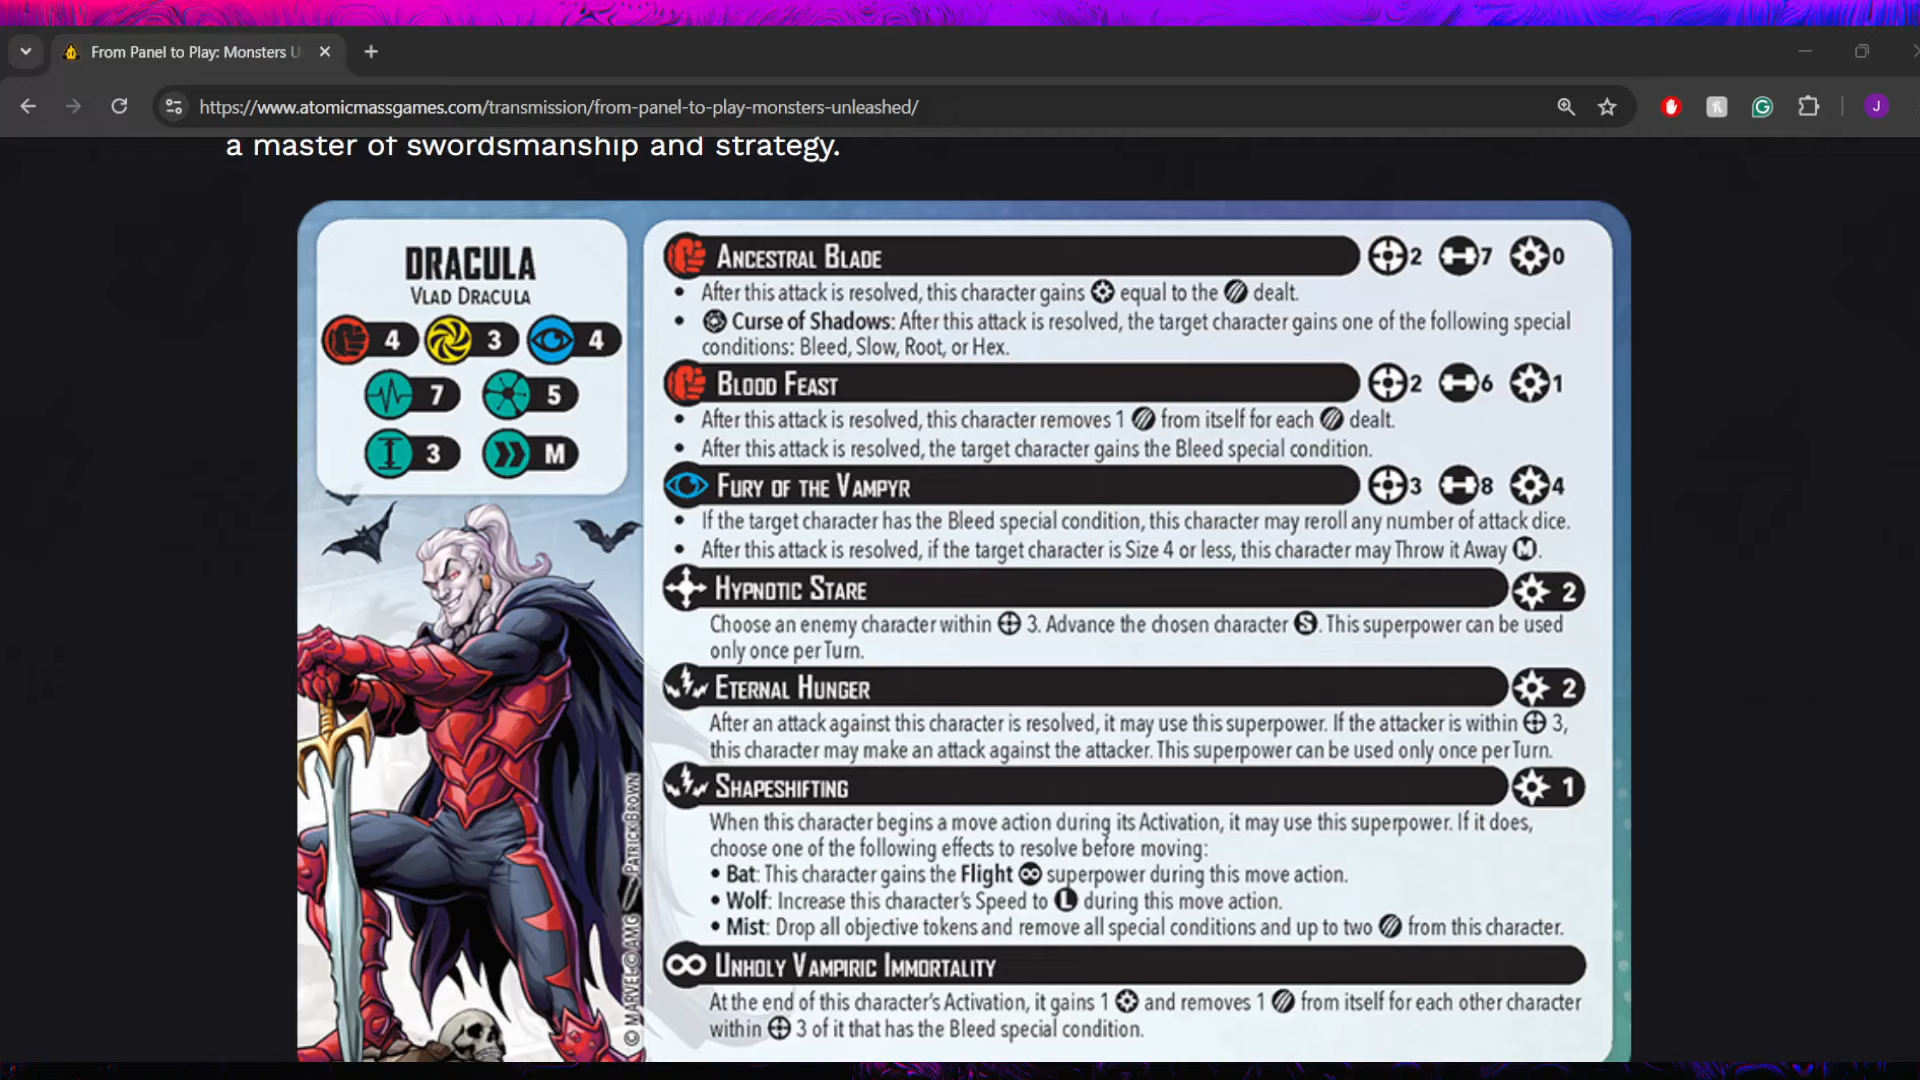 From Panel to Play: Monsters U
https://www.atomicmassgames.com/transmission/from-panel-to-play-monsters-unleashed/
J
a master of swordsmanship and strategy.
DRACULA
VLAD DRACULA
4 3 4
7 5
3 M
ANCESTRAL BLADE 2 7 0
• After this attack is resolved, this character gains equal to the dealt.
• Curse of Shadows: After this attack is resolved, the target character gains one of the following special
conditions: Bleed, Slow, Root, or Hex.
BLOOD FEAST 2 6 1
• After this attack is resolved, this character removes 1 from itself for each dealt.
• After this attack is resolved, the target character gains the Bleed special condition.
FURY OF THE VAMPYR 3 8 4
• If the target character has the Bleed special condition, this character may reroll any number of attack dice.
• After this attack is resolved, if the target character is Size 4 or less, this character may Throw it Away M.
HYPNOTIC STARE 2
Choose an enemy character within 3. Advance the chosen character S. This superpower can be used
only once per Turn.
ETERNAL HUNGER 2
After an attack against this character is resolved, it may use this superpower. If the attacker is within 3,
this character may make an attack against the attacker. This superpower can be used only once per Turn.
SHAPESHIFTING 1
When this character begins a move action during its Activation, it may use this superpower. If it does,
choose one of the following effects to resolve before moving:
• Bat: This character gains the Flight superpower during this move action.
• Wolf: Increase this character's Speed to L during this move action.
• Mist: Drop all objective tokens and remove all special conditions and up to two from this character.
UNHOLY VAMPIRIC IMMORTALITY
At the end of this character's Activation, it gains 1 and removes 1 from itself for each other character
within 3 of it that has the Bleed special condition.
© MARVEL © AMG PATRICK BROWN